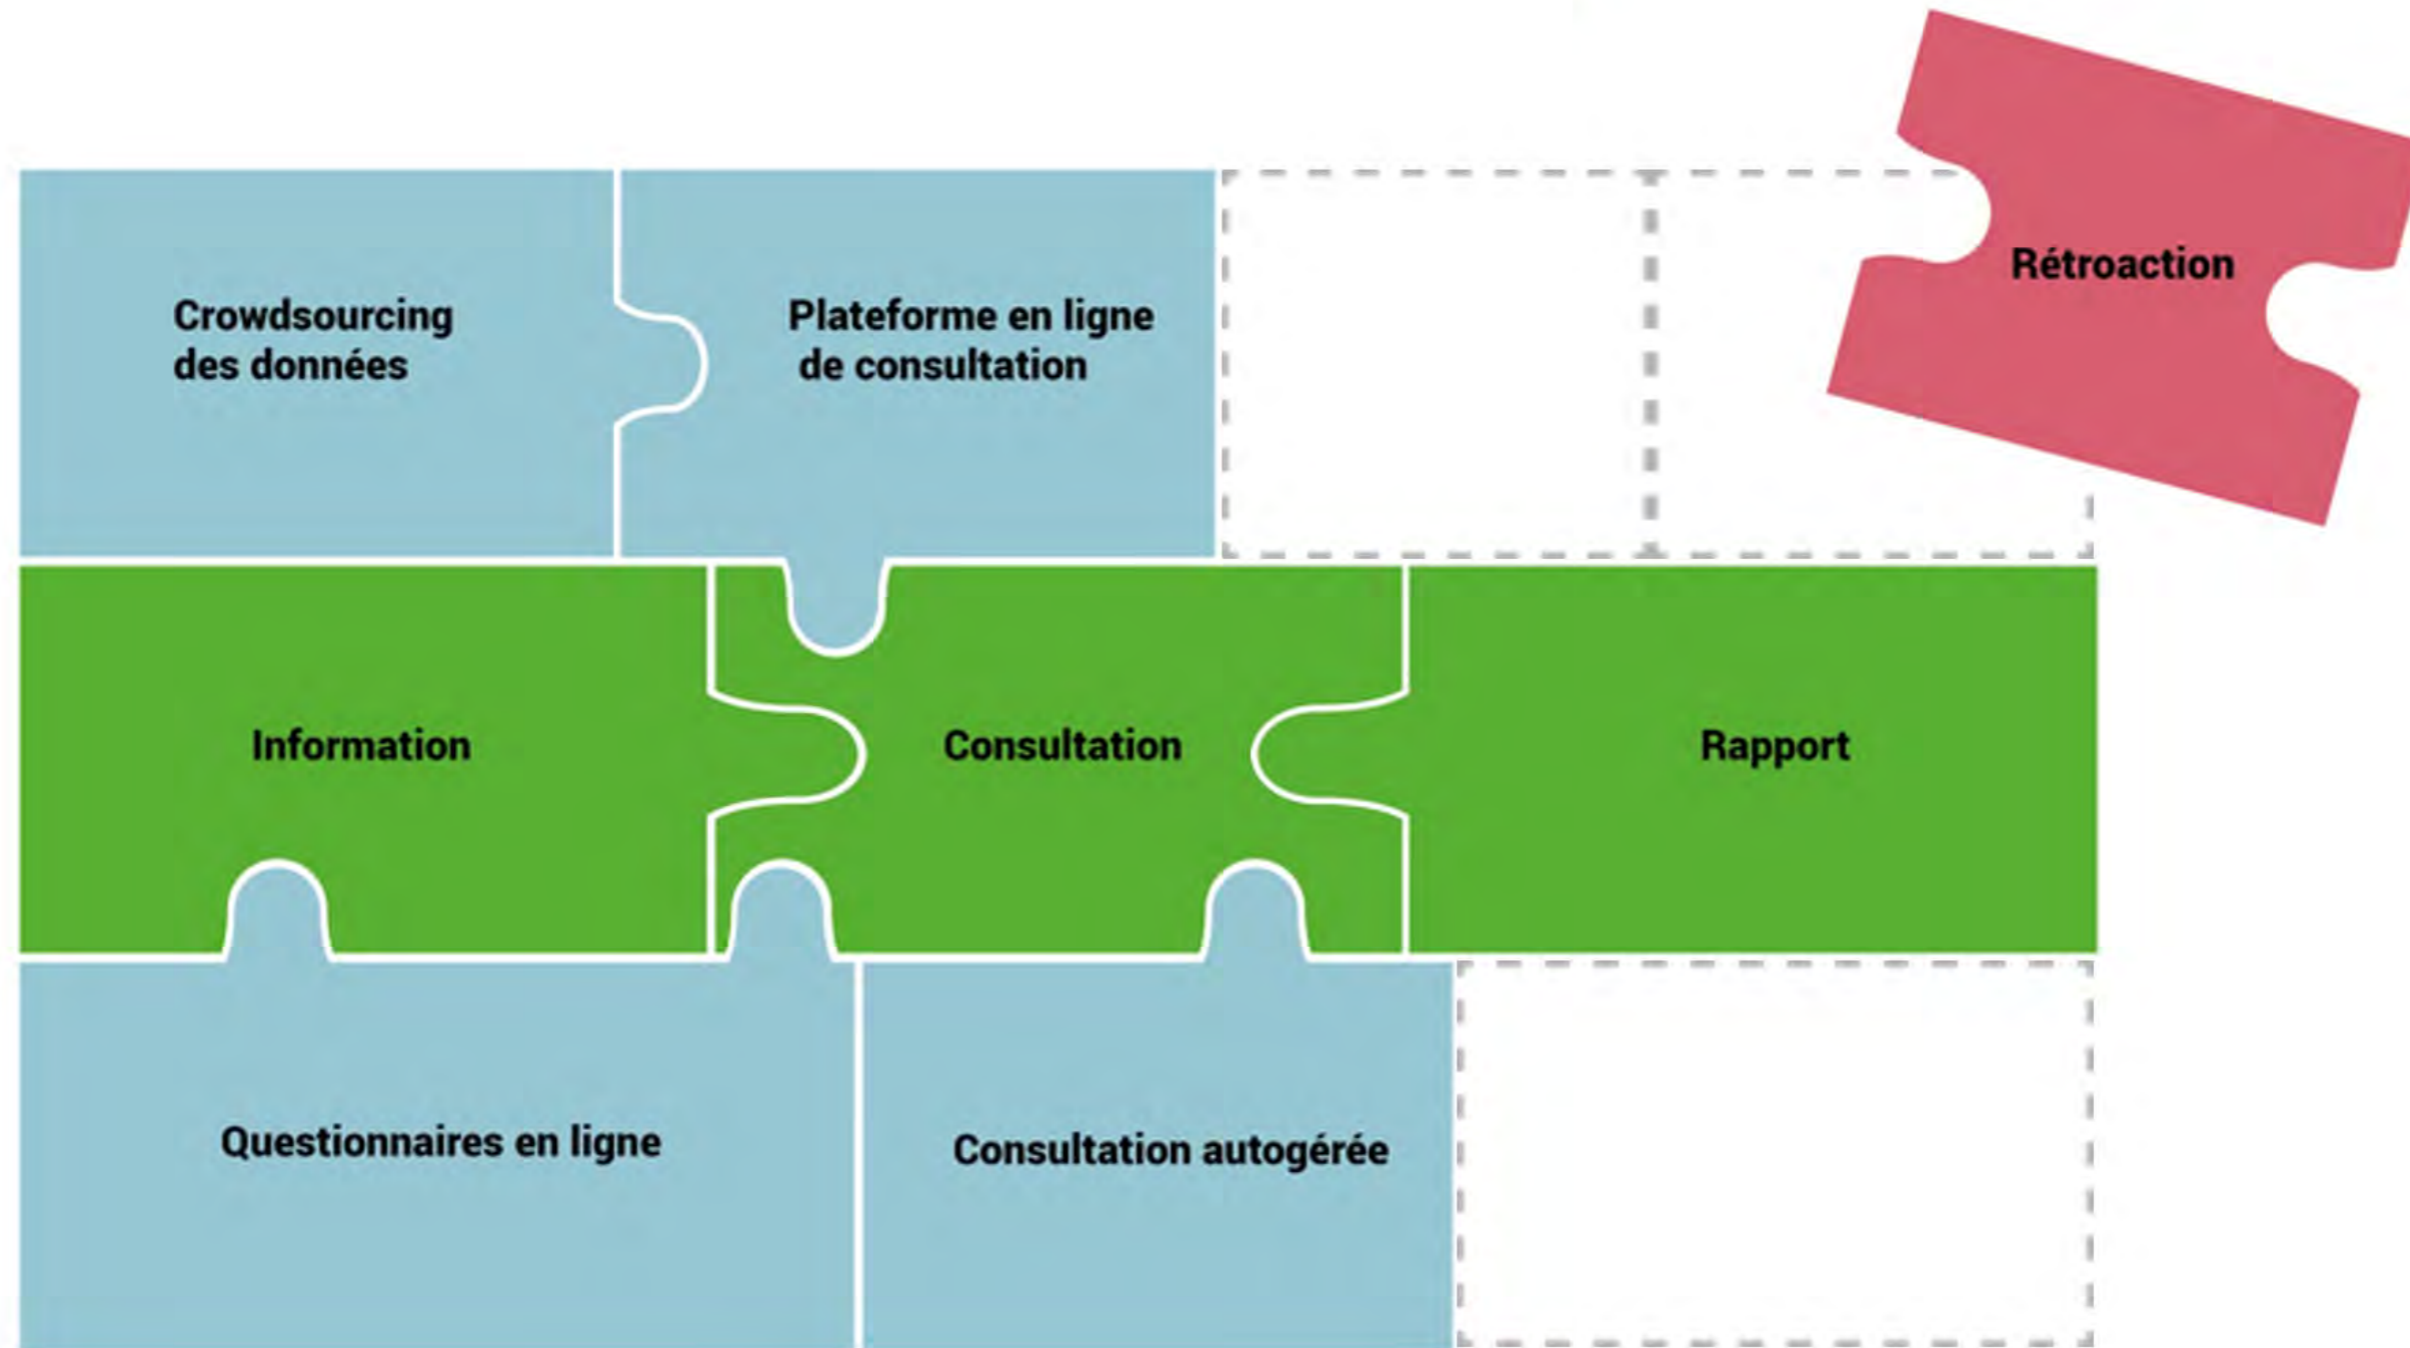 Rétroaction
Crowdsourcing
des données
Plateforme en ligne
de consultation
Information
Consultation
Rapport
Questionnaires en ligne
Consultation autogérée